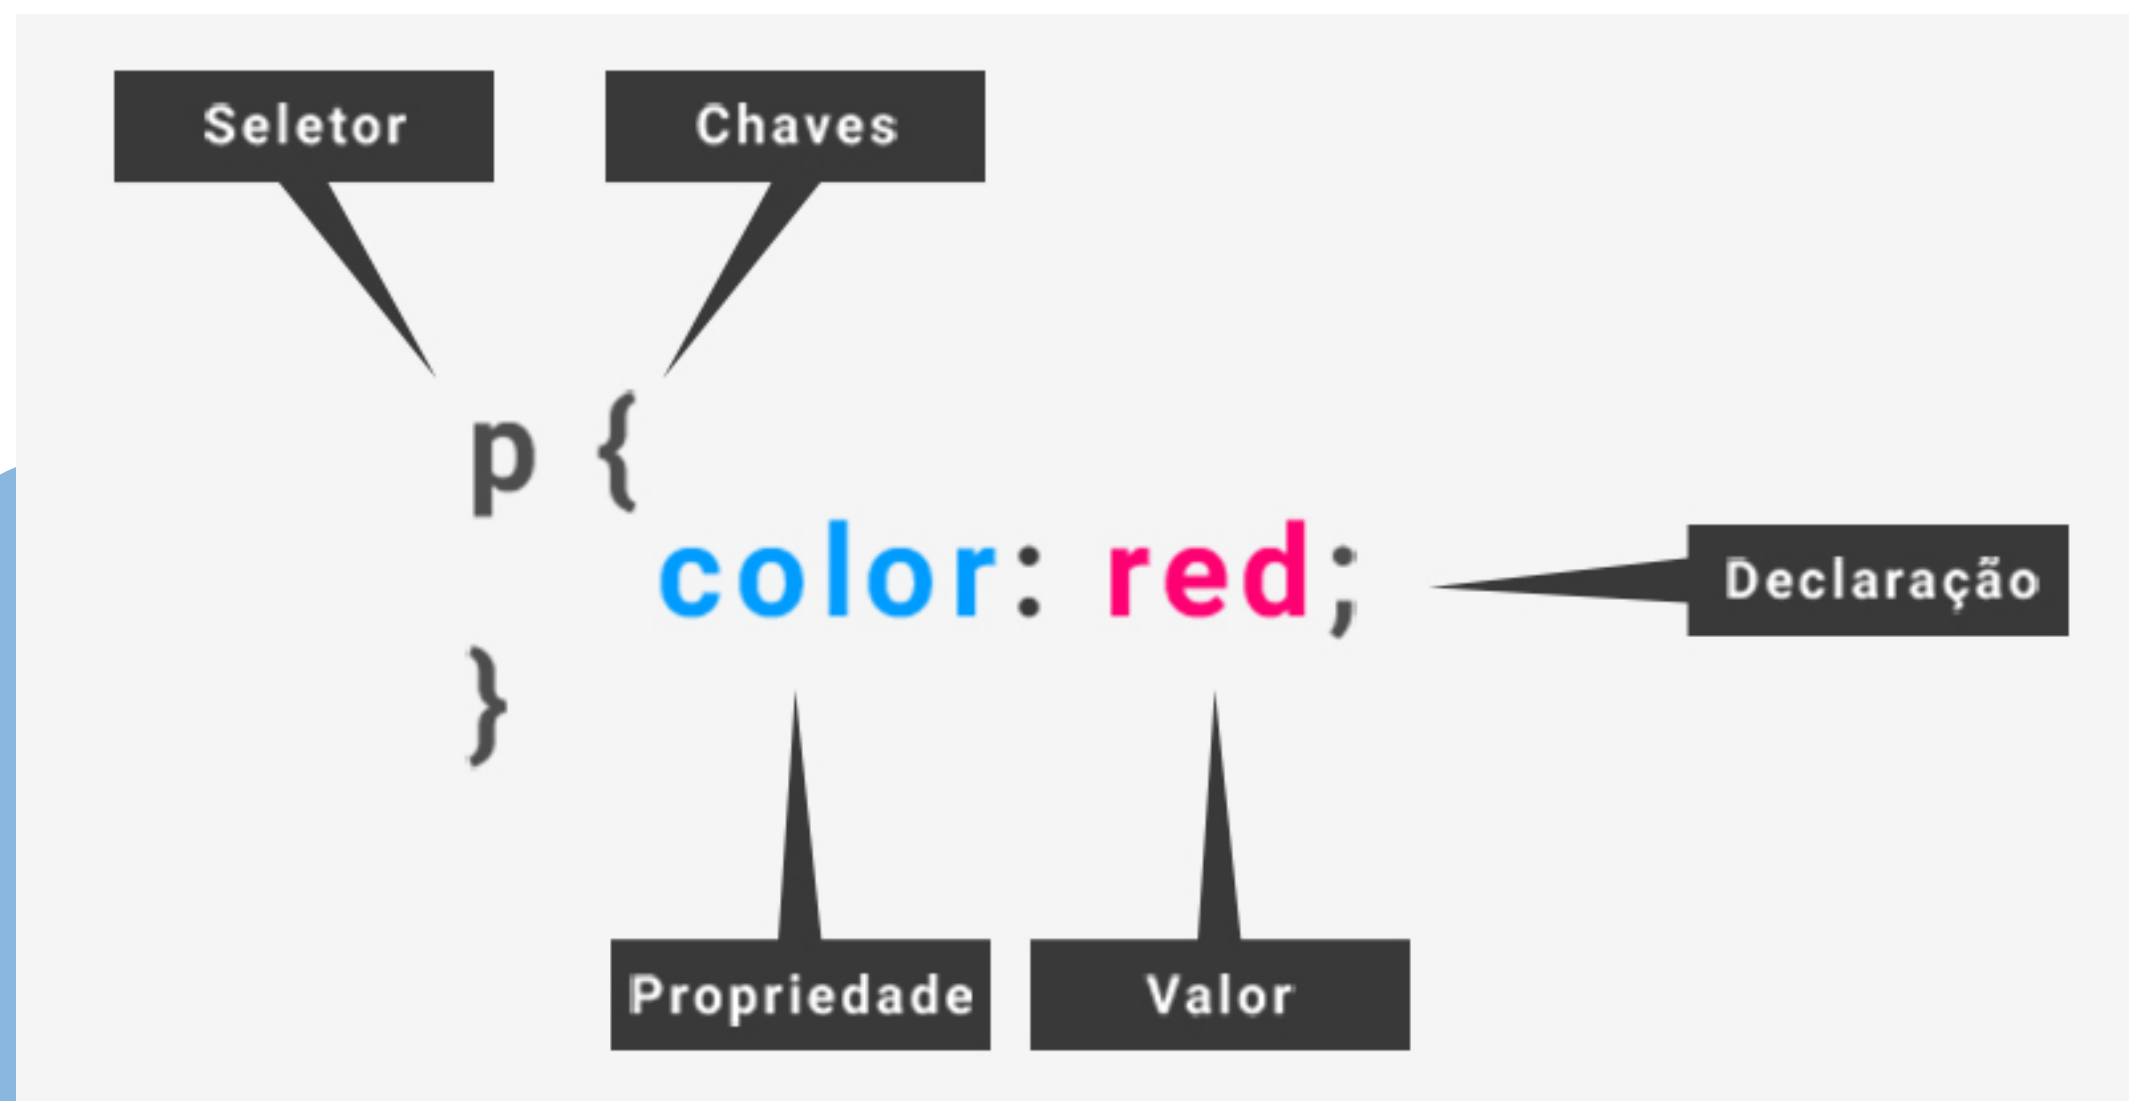 Seletor
Chaves
p {
color: red;
Declaração
}
Propriedade
Valor